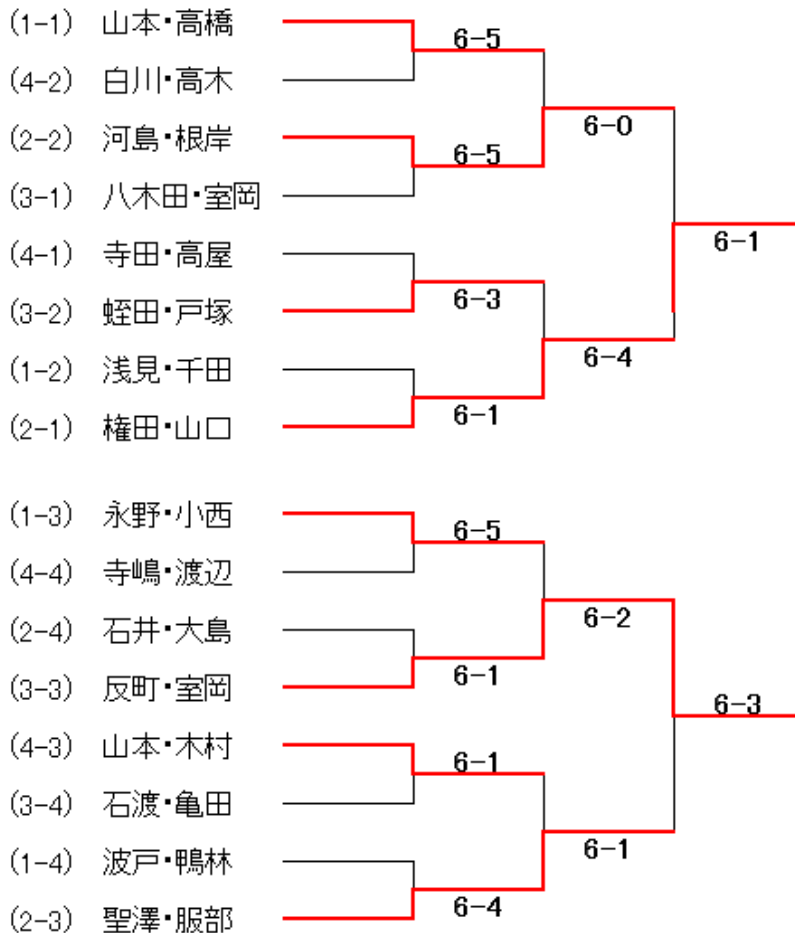 (1-1) 山本・高橋
6-5
(4-2) 白川・高木
6-0
(2-2) 河島・根岸
6-5
(3-1) 八木田・室岡
6-1
(4-1) 寺田・高屋
6-3
(3-2) 蛭田・戸塚
6-4
(1-2) 浅見・千田
6-1
(2-1) 権田・山口
(1-3) 永野・小西
6-5
(4-4) 寺嶋・渡辺
6-2
(2-4) 石井・大島
6-1
(3-3) 反町・室岡
6-3
(4-3) 山本・木村
6-1
(3-4) 石渡・亀田
6-1
(1-4) 波戸・鴨林
6-4
(2-3) 聖澤・服部